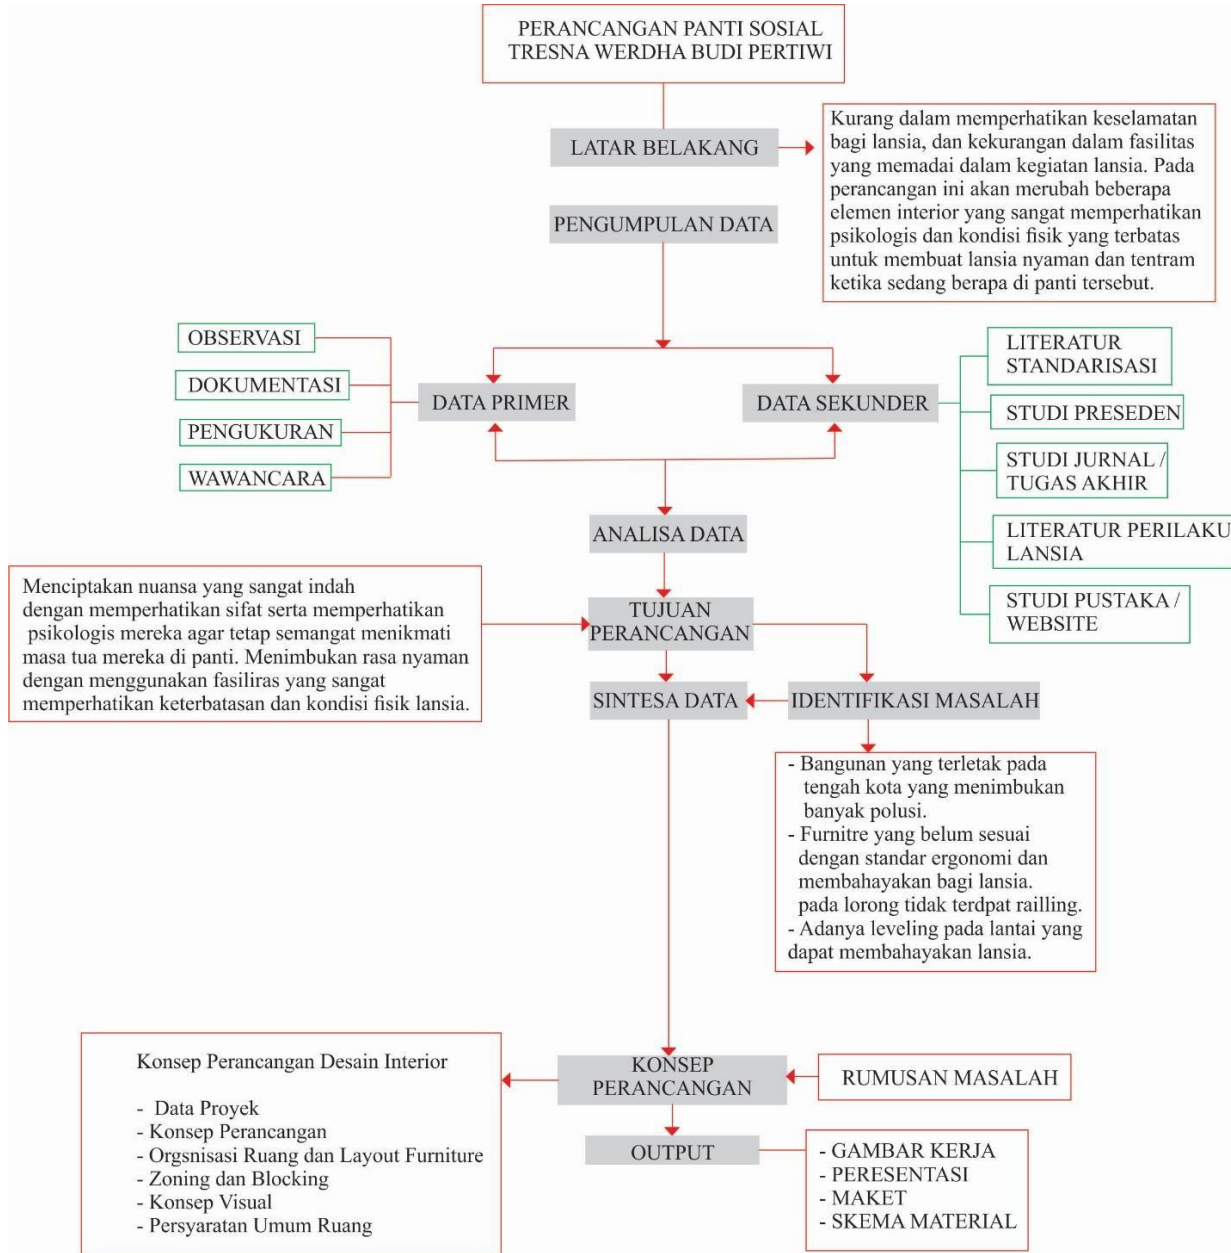 PERANCANGAN PANTI SOSIAL
TRESNA WERDHA BUDI PERTIWI
LATAR BELAKANG
Kurang dalam memperhatikan keselamatan
bagi lansia, dan kekurangan dalam fasilitas
yang memadai dalam kegiatan lansia. Pada
perancangan ini akan merubah beberapa
elemen interior yang sangat memperhatikan
psikologis dan kondisi fisik yang terbatas
untuk membuat lansia nyaman dan tentram
ketika sedang berapa di panti tersebut.
PENGUMPULAN DATA
OBSERVASI
DOKUMENTASI
PENGUKURAN
WAWANCARA
DATA PRIMER
DATA SEKUNDER
LITERATUR
STANDARISASI
STUDI PRESEDEN
STUDI JURNAL /
TUGAS AKHIR
LITERATUR PERILAKU
LANSIA
STUDI PUSTAKA /
WEBSITE
ANALISA DATA
Menciptakan nuansa yang sangat indah
dengan memperhatikan sifat serta memperhatikan
psikologis mereka agar tetap semangat menikmati
masa tua mereka di panti. Menimbukan rasa nyaman
dengan menggunakan fasiliras yang sangat
memperhatikan keterbatasan dan kondisi fisik lansia.
TUJUAN
PERANCANGAN
SINTESA DATA
IDENTIFIKASI MASALAH
- Bangunan yang terletak pada
tengah kota yang menimbukan
banyak polusi.
- Furnitre yang belum sesuai
dengan standar ergonomi dan
membahayakan bagi lansia.
pada lorong tidak terdpat railling.
- Adanya leveling pada lantai yang
dapat membahayakan lansia.
Konsep Perancangan Desain Interior
- Data Proyek
- Konsep Perancangan
- Orgsnisasi Ruang dan Layout Furniture
- Zoning dan Blocking
- Konsep Visual
- Persyaratan Umum Ruang
KONSEP
PERANCANGAN
RUMUSAN MASALAH
OUTPUT
- GAMBAR KERJA
- PERESENTASI
- MAKET
- SKEMA MATERIAL